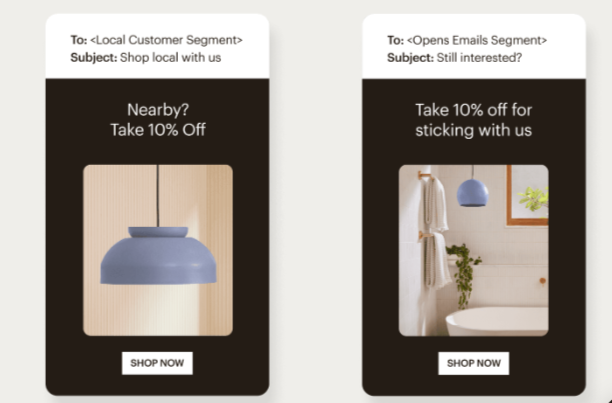 To: <Local Customer Segment>
Subject: Shop local with us
Nearby?
Take 10% Off
SHOP NOW
To: <Opens Emails Segment>
Subject: Still interested?
Take 10% off for
sticking with us
SHOP NOW